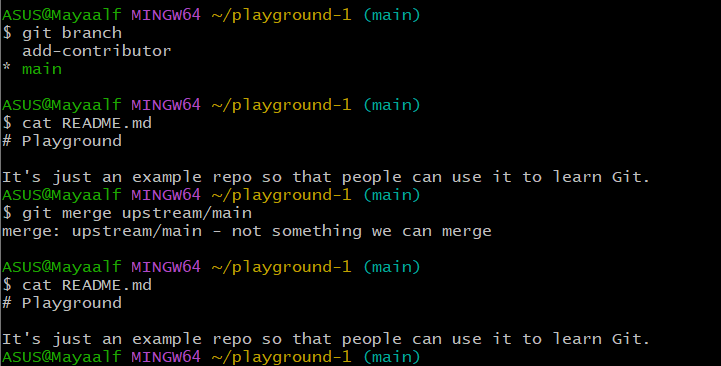 ASUS@Mayaalf MINGW64 ~/playground-1 (main)
$ git branch
  add-contributor
* main

ASUS@Mayaalf MINGW64 ~/playground-1 (main)
$ cat README.md
# Playground

It's just an example repo so that people can use it to learn Git.
ASUS@Mayaalf MINGW64 ~/playground-1 (main)
$ git merge upstream/main
merge: upstream/main - not something we can merge

ASUS@Mayaalf MINGW64 ~/playground-1 (main)
$ cat README.md
# Playground

It's just an example repo so that people can use it to learn Git.
ASUS@Mayaalf MINGW64 ~/playground-1 (main)